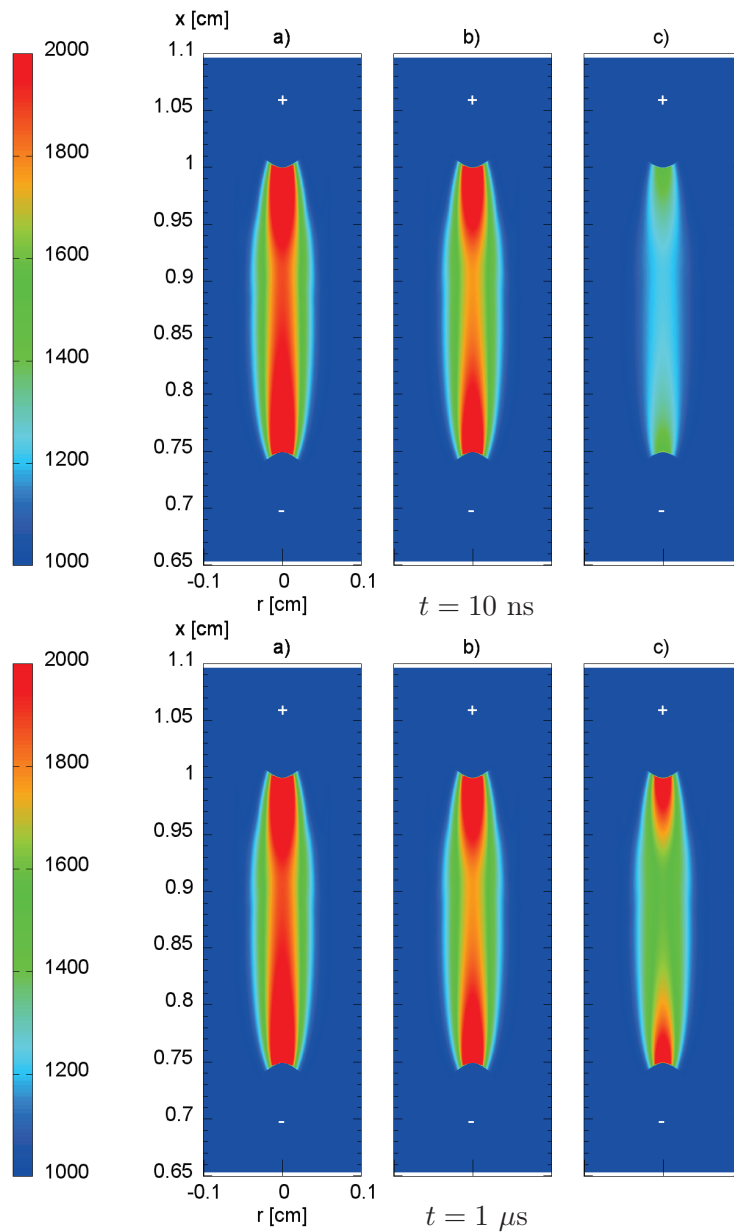 x [cm]
a) b) c)
2000
1800
1600
1400
1200
1000
1.1
1.05
1
0.95
0.9
0.85
0.8
0.75
0.7
0.65
+ + +
- - -
-0.1 0 0.1
r [cm]
t = 10 ns
x [cm]
a) b) c)
2000
1800
1600
1400
1200
1000
1.1
1.05
1
0.95
0.9
0.85
0.8
0.75
0.7
0.65
+ + +
- - -
-0.1 0 0.1
r [cm]
t = 1 μs